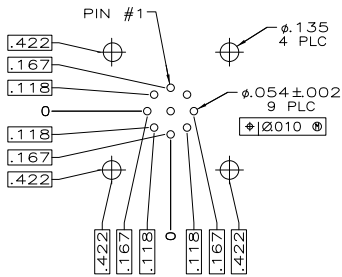 PIN #1
ø.135
4 PLC
.422
.167
.118
0
.118
.167
.422
ø.054±.002
9 PLC
⌖ Ø.010 Ⓜ
.422
.167
.118
0
.118
.167
.422